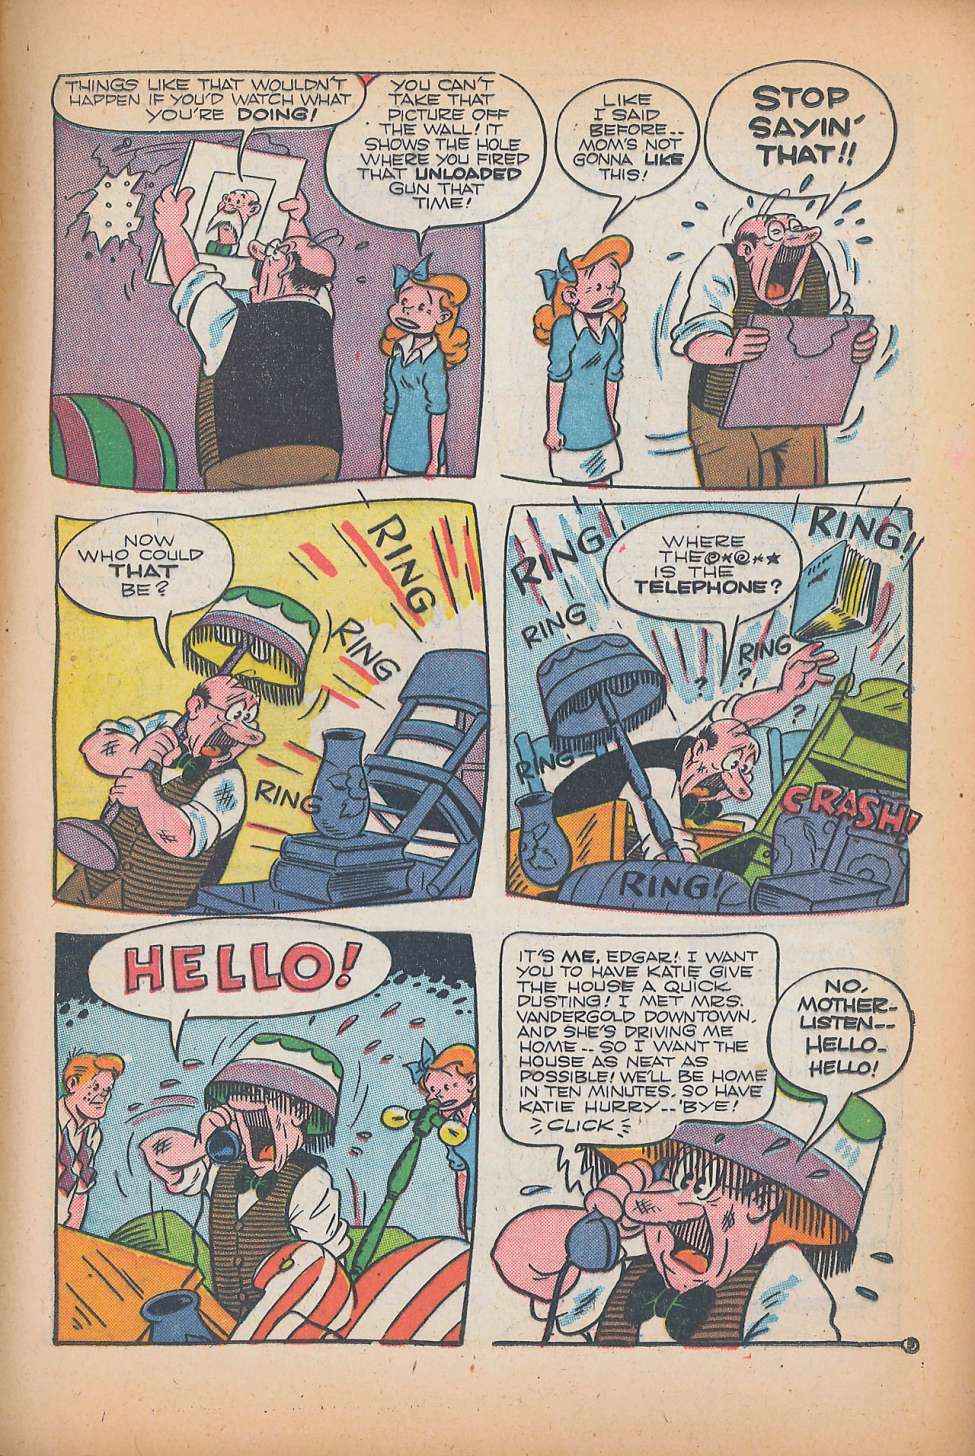 THINGS LIKE THAT WOULDN'T
HAPPEN IF YOU'D WATCH WHAT
YOU'RE DOING!
YOU CAN'T
TAKE THAT
PICTURE OFF
THE WALL! IT
SHOWS THE HOLE
WHERE YOU FIRED
THAT UNLOADED
GUN THAT
TIME!
LIKE
I SAID
BEFORE--
MOM'S NOT
GONNA LIKE
THIS!
STOP
SAYIN'
THAT!!
NOW
WHO COULD
THAT
BE?
RING
RING
RING
RING!
WHERE
THE@*@**
IS THE
TELEPHONE?
RING!
RING
RING
?
?
?
RING
CRASH!
RING!
HELLO!
IT'S ME, EDGAR! I WANT
YOU TO HAVE KATIE GIVE
THE HOUSE A QUICK
DUSTING! I MET MRS.
VANDERGOLD DOWNTOWN,
AND SHE'S DRIVING ME
HOME -- SO I WANT THE
HOUSE AS NEAT AS
POSSIBLE! WE'LL BE HOME
IN TEN MINUTES, SO HAVE
KATIE HURRY -- 'BYE!
CLICK
NO,
MOTHER--
LISTEN--
HELLO--
HELLO!